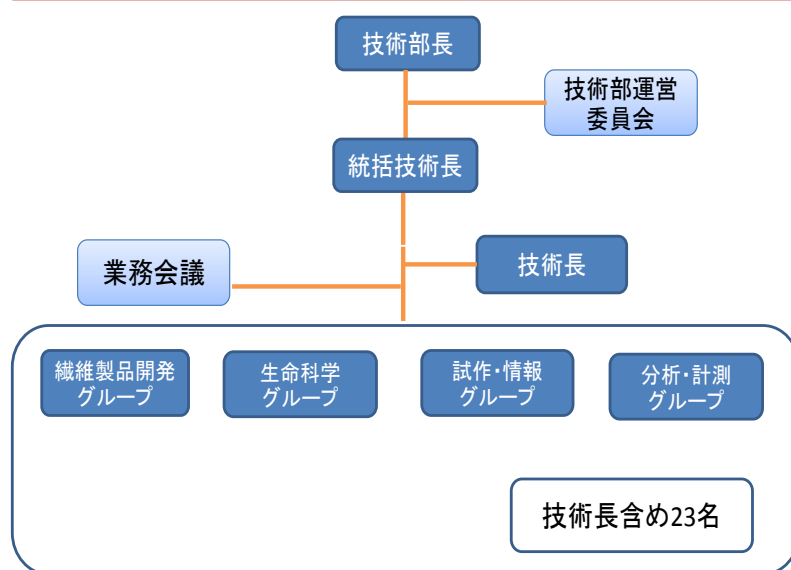 技術部長
技術部運営
委員会
統括技術長
業務会議
技術長
繊維製品開発
グループ
生命科学
グループ
試作・情報
グループ
分析・計測
グループ
技術長含め23名